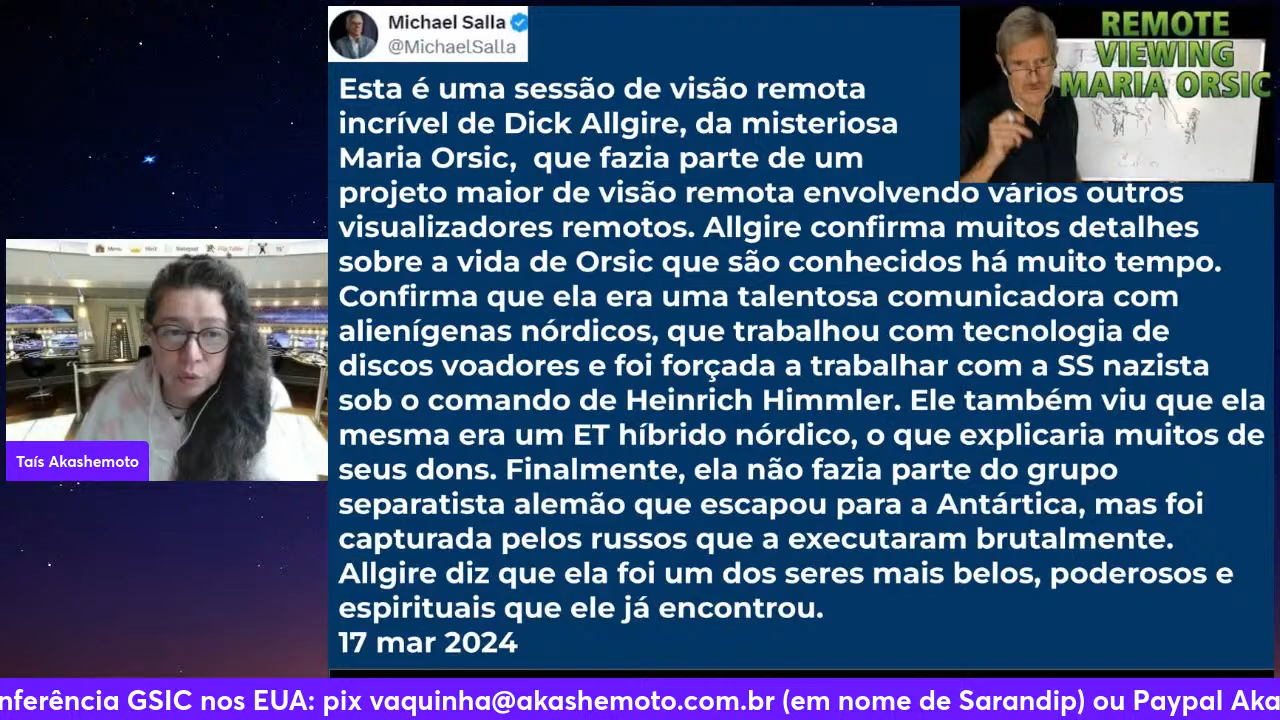 Michael Salla
@MichaelSalla
REMOTE
VIEWING
MARIA ORSIC
Esta é uma sessão de visão remota
incrível de Dick Allgire, da misteriosa
Maria Orsic,  que fazia parte de um
projeto maior de visão remota envolvendo vários outros
visualizadores remotos. Allgire confirma muitos detalhes
sobre a vida de Orsic que são conhecidos há muito tempo.
Confirma que ela era uma talentosa comunicadora com
alienígenas nórdicos, que trabalhou com tecnologia de
discos voadores e foi forçada a trabalhar com a SS nazista
sob o comando de Heinrich Himmler. Ele também viu que ela
mesma era um ET híbrido nórdico, o que explicaria muitos de
seus dons. Finalmente, ela não fazia parte do grupo
separatista alemão que escapou para a Antártica, mas foi
capturada pelos russos que a executaram brutalmente.
Allgire diz que ela foi um dos seres mais belos, poderosos e
espirituais que ele já encontrou.
17 mar 2024
Menu
Notepad
Flip Table
Taís Akashemoto
nferência GSIC nos EUA: pix vaquinha@akashemoto.com.br (em nome de Sarandip) ou Paypal Aka